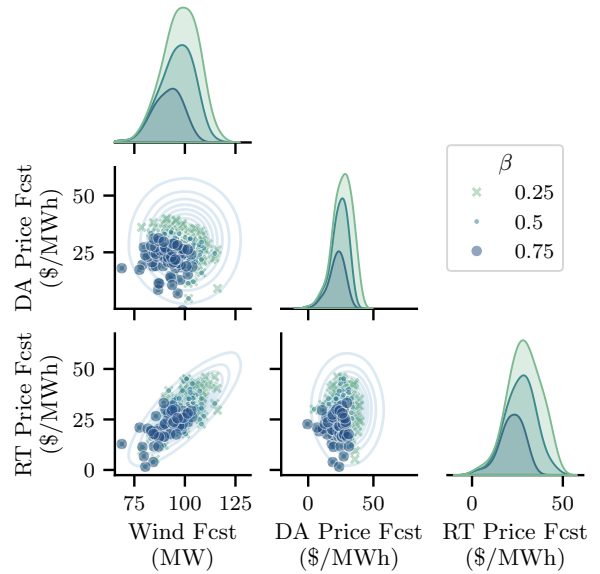 β
0.25
0.5
0.75
DA Price Fcst
($/MWh)
50
25
RT Price Fcst
($/MWh)
50
25
0
75
100
125
Wind Fcst
(MW)
0
50
DA Price Fcst
($/MWh)
0
50
RT Price Fcst
($/MWh)